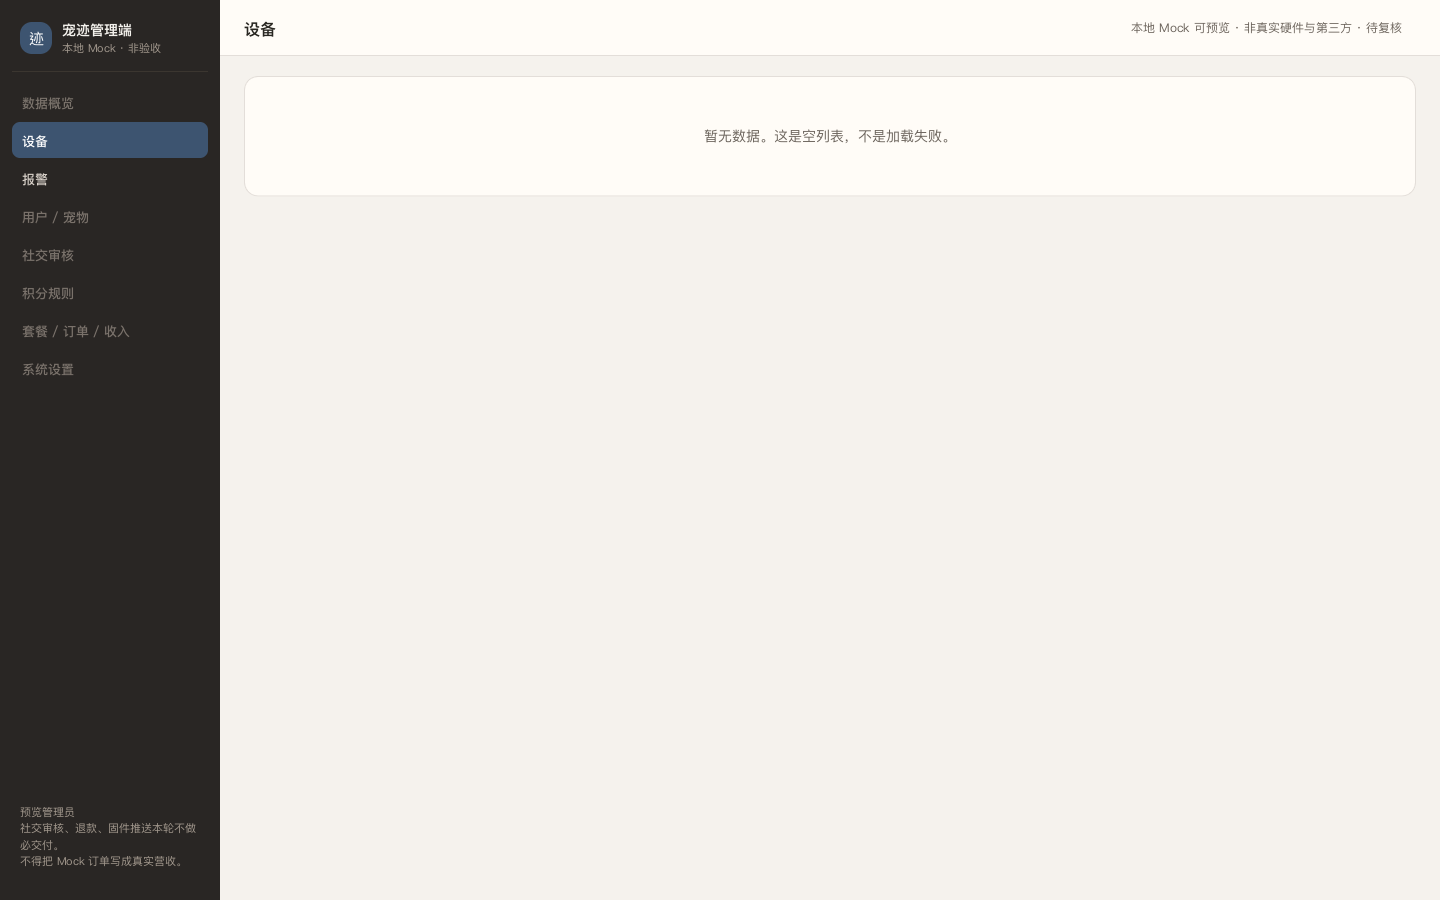 迹
宠迹管理端
本地 Mock · 非验收
数据概览
设备
报警
用户 / 宠物
社交审核
积分规则
套餐 / 订单 / 收入
系统设置
预览管理员
社交审核、退款、固件推送本轮不做
必交付。
不得把 Mock 订单写成真实营收。
设备
本地 Mock 可预览 · 非真实硬件与第三方 · 待复核
暂无数据。这是空列表，不是加载失败。